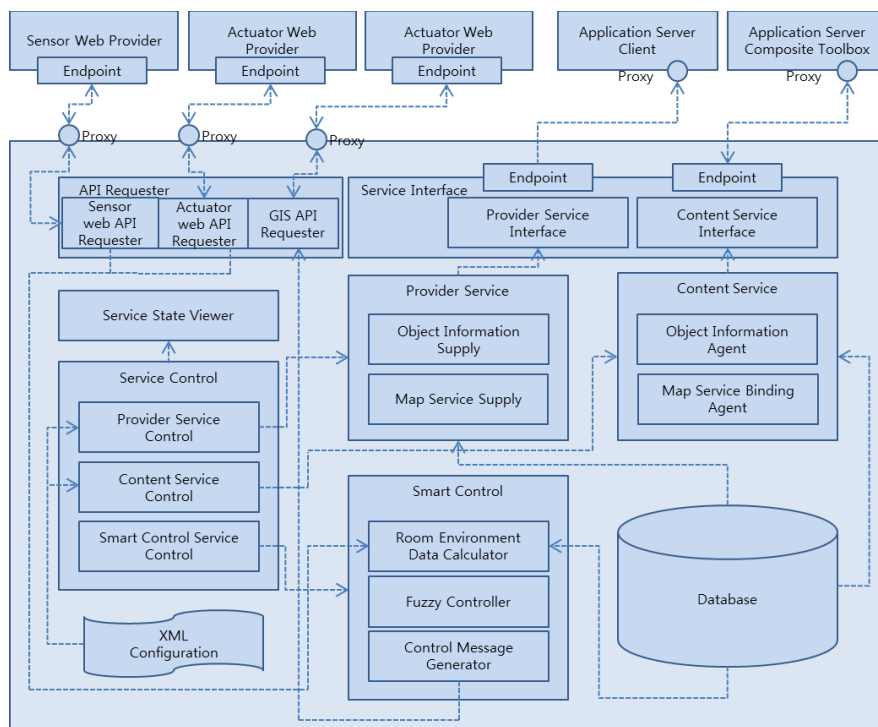 Sensor Web Provider
Endpoint
Actuator Web
Provider
Endpoint
Actuator Web
Provider
Endpoint
Application Server
Client
Proxy
Application Server
Composite Toolbox
Proxy
Proxy
Proxy
Proxy
API Requester
Sensor
web API
Requester
Actuator
web API
Requester
GIS API
Requester
Service Interface
Endpoint
Endpoint
Provider Service
Interface
Content Service
Interface
Service State Viewer
Provider Service
Object Information
Supply
Map Service Supply
Content Service
Object Information
Agent
Map Service Binding
Agent
Service Control
Provider Service
Control
Content Service
Control
Smart Control Service
Control
Smart Control
Room Environment
Data Calculator
Fuzzy Controller
Control Message
Generator
Database
XML
Configuration